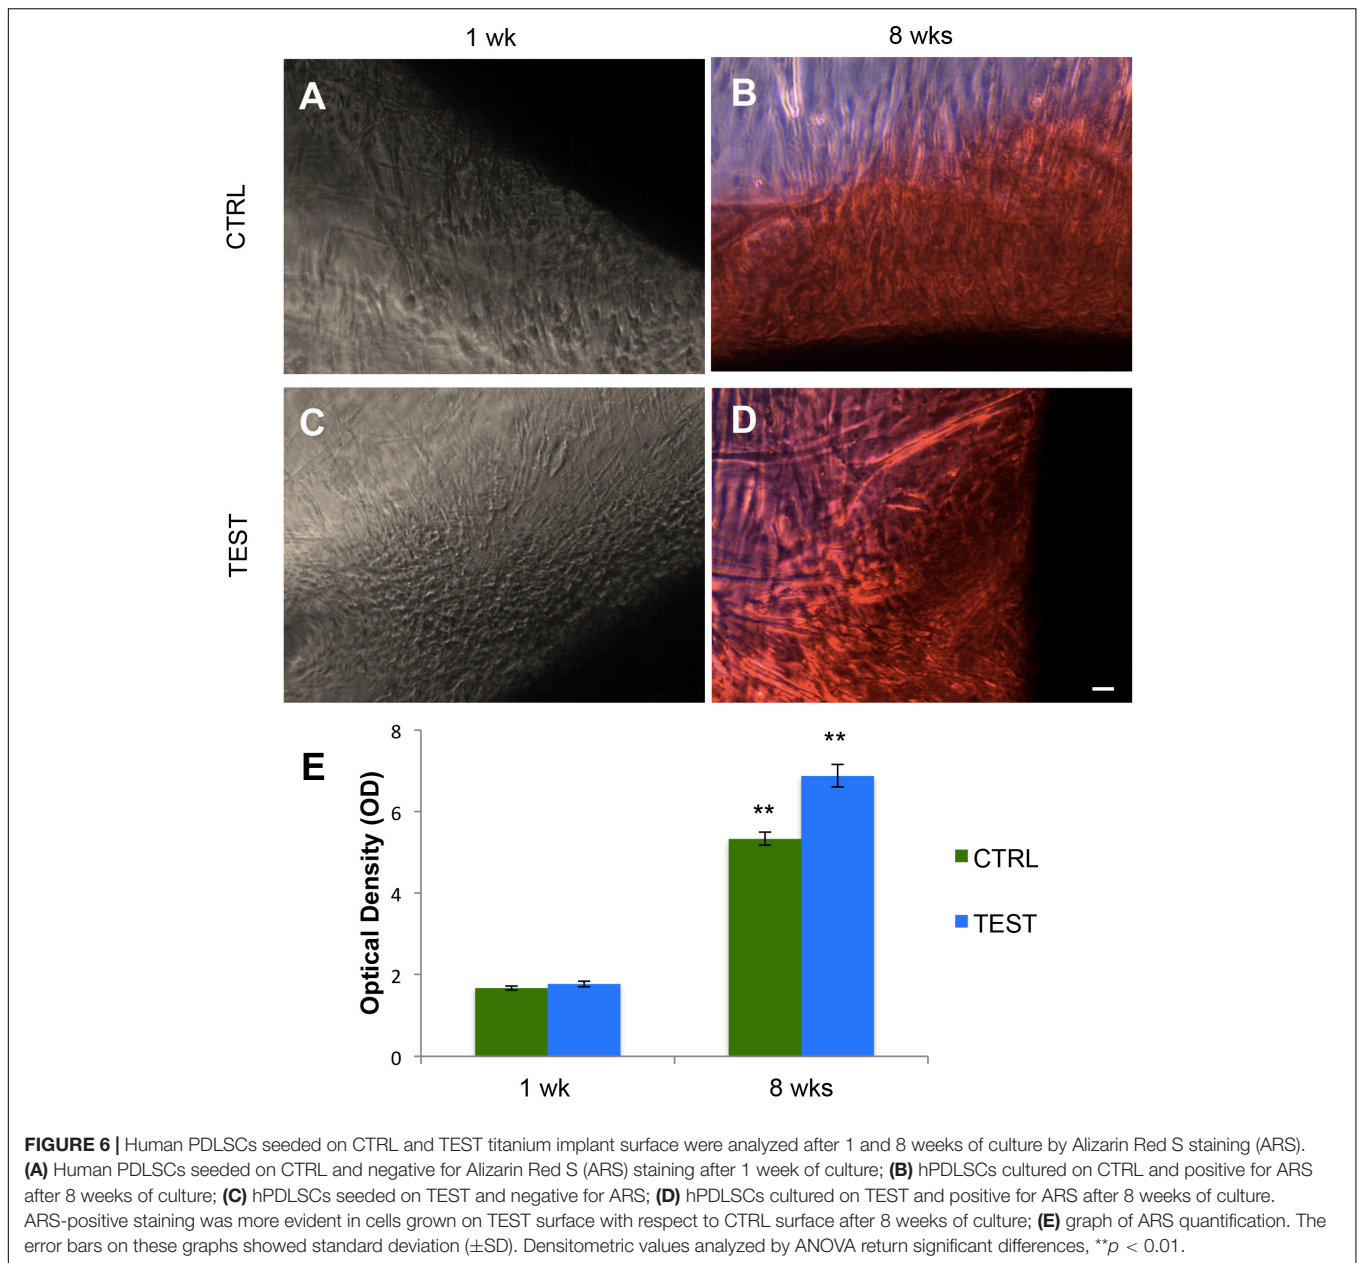 1 wk
8 wks
CTRL
A
B
TEST
C
D
E
Optical Density (OD)
8
6
4
2
0
**
**
1 wk
8 wks
CTRL
TEST
FIGURE 6 | Human PDLSCs seeded on CTRL and TEST titanium implant surface were analyzed after 1 and 8 weeks of culture by Alizarin Red S staining (ARS).
(A) Human PDLSCs seeded on CTRL and negative for Alizarin Red S (ARS) staining after 1 week of culture; (B) hPDLSCs cultured on CTRL and positive for ARS
after 8 weeks of culture; (C) hPDLSCs seeded on TEST and negative for ARS; (D) hPDLSCs cultured on TEST and positive for ARS after 8 weeks of culture.
ARS-positive staining was more evident in cells grown on TEST surface with respect to CTRL surface after 8 weeks of culture; (E) graph of ARS quantification. The
error bars on these graphs showed standard deviation (±SD). Densitometric values analyzed by ANOVA return significant differences, **p < 0.01.